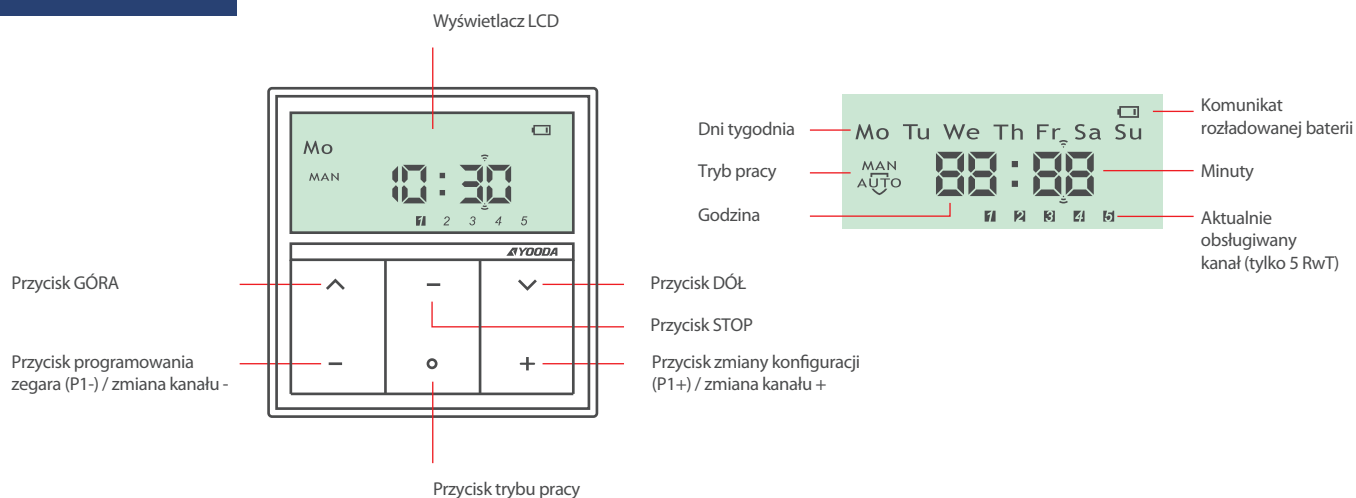 Wyświetlacz LCD
Mo
MAN
10:30
1 2 3 4 5
YOODA
Przycisk GÓRA
Przycisk DÓŁ
Przycisk STOP
Przycisk programowania
zegara (P1-) / zmiana kanału -
Przycisk zmiany konfiguracji
(P1+) / zmiana kanału +
Przycisk trybu pracy
Dni tygodnia
Tryb pracy
Godzina
Mo Tu We Th Fr Sa Su
MAN
AUTO
88:88
1 2 3 4 5
Komunikat
rozładowanej baterii
Minuty
Aktualnie
obsługiwany
kanał (tylko 5 RwT)